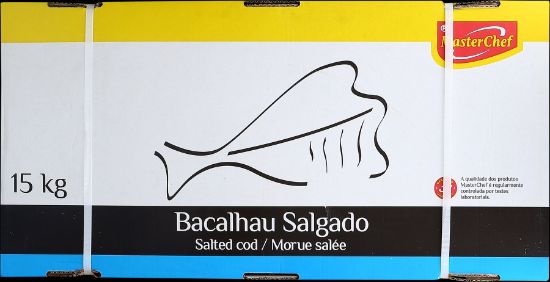 MasterChef
15 kg
A qualidade dos produtos
MasterChef é regularmente
controlada por testes
laboratoriais.
Bacalhau Salgado
Salted cod / Morue salée